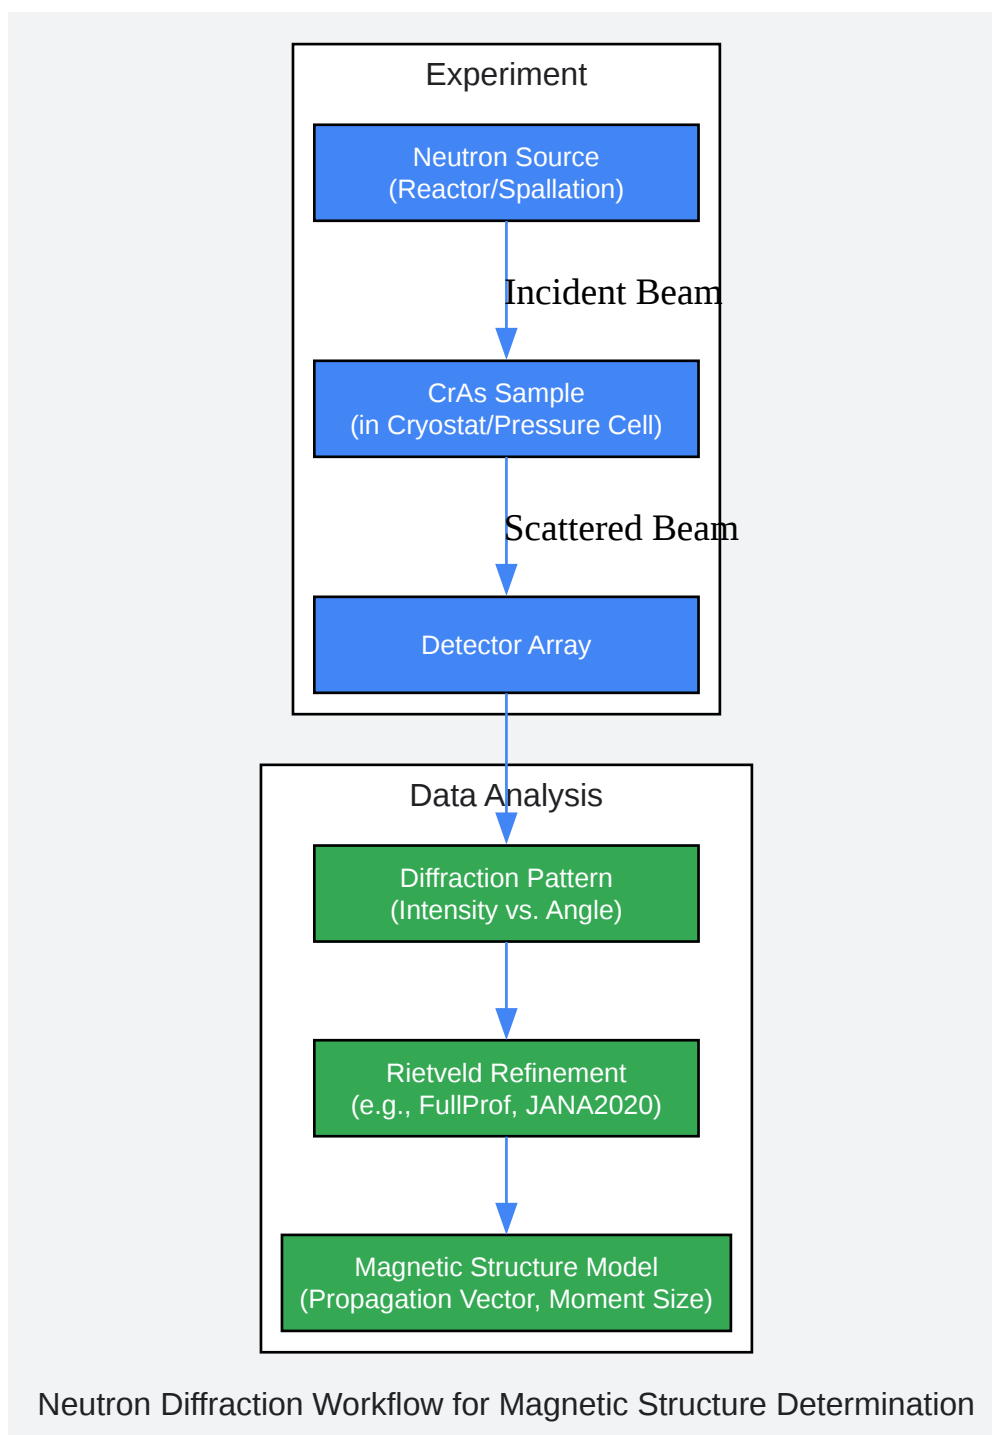 Experiment
Neutron Source
(Reactor/Spallation)
Incident Beam
CrAs Sample
(in Cryostat/Pressure Cell)
Scattered Beam
Detector Array
Data Analysis
Diffraction Pattern
(Intensity vs. Angle)
Rietveld Refinement
(e.g., FullProf, JANA2020)
Magnetic Structure Model
(Propagation Vector, Moment Size)
Neutron Diffraction Workflow for Magnetic Structure Determination